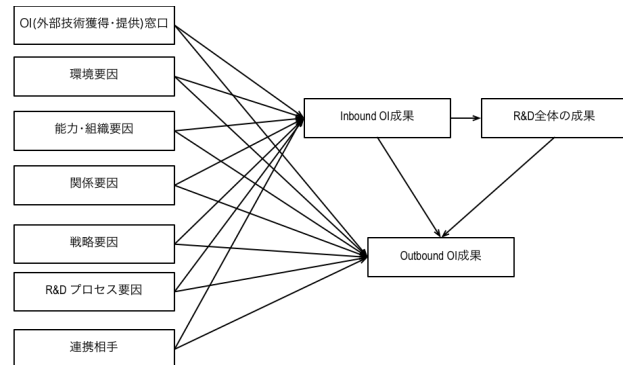 OI(外部技術獲得・提供)窓口
環境要因
能力・組織要因
関係要因
戦略要因
R&D プロセス要因
連携相手
Inbound OI成果
R&D全体の成果
Outbound OI成果